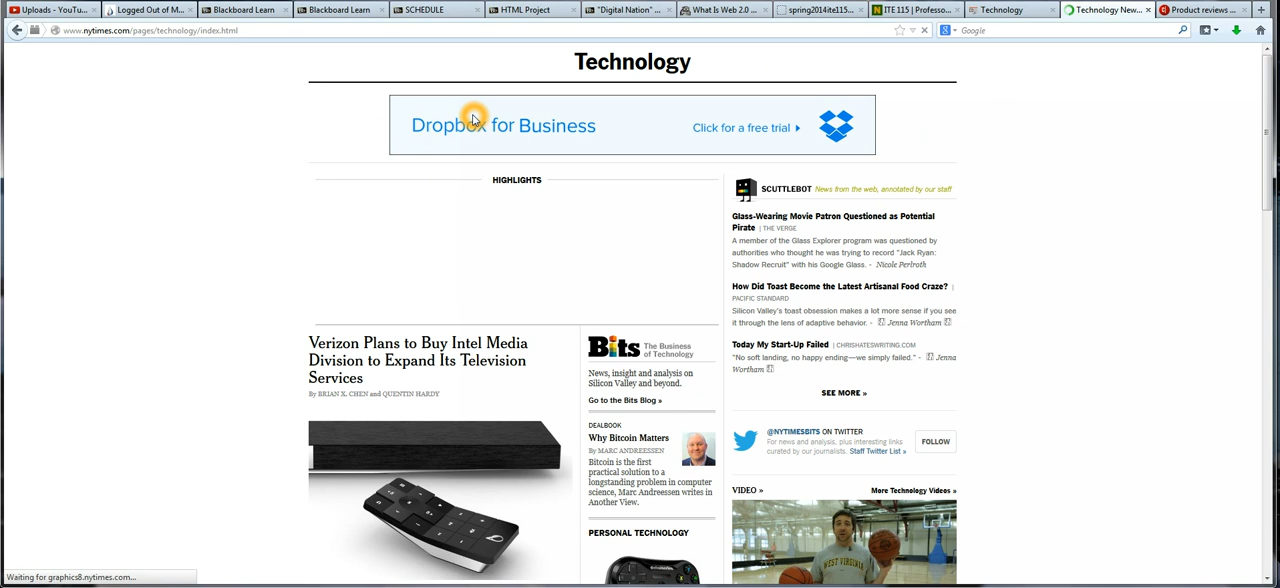 Uploads - YouTu...
Logged Out of M...
Blackboard Learn
Blackboard Learn
SCHEDULE
HTML Project
"Digital Nation" ...
What Is Web 2.0 ...
spring2014ite115...
ITE 115 | Professo...
Technology
Technology New...
Product reviews ...
www.nytimes.com/pages/technology/index.html
Google
Technology
Dropbox for Business
Click for a free trial
HIGHLIGHTS
SCUTTLEBOT News from the web, annotated by our staff
Glass-Wearing Movie Patron Questioned as Potential
Pirate | THE VERGE
A member of the Glass Explorer program was questioned by
authorities who thought he was trying to record "Jack Ryan:
Shadow Recruit" with his Google Glass. - Nicole Perlroth
How Did Toast Become the Latest Artisanal Food Craze? |
PACIFIC STANDARD
Silicon Valley's toast obsession makes a lot more sense if you see
it through the lens of adaptive behavior. - Jenna Wortham
Today My Start-Up Failed | CHRISHATESWRITING.COM
"No soft landing, no happy ending—we simply failed." - Jenna
Wortham
SEE MORE »
Verizon Plans to Buy Intel Media
Division to Expand Its Television
Services
By BRIAN X. CHEN and QUENTIN HARDY
Bits The Business
of Technology
News, insight and analysis on
Silicon Valley and beyond.
Go to the Bits Blog »
DEALBOOK
Why Bitcoin Matters
By MARC ANDREESSEN
Bitcoin is the first
practical solution to a
longstanding problem in computer
science, Marc Andreessen writes in
Another View.
PERSONAL TECHNOLOGY
@NYTIMESBITS ON TWITTER
For news and analysis, plus interesting links
curated by our journalists. Staff Twitter List »
FOLLOW
VIDEO »
More Technology Videos »
WEST VIRGINIA
Waiting for graphics8.nytimes.com...